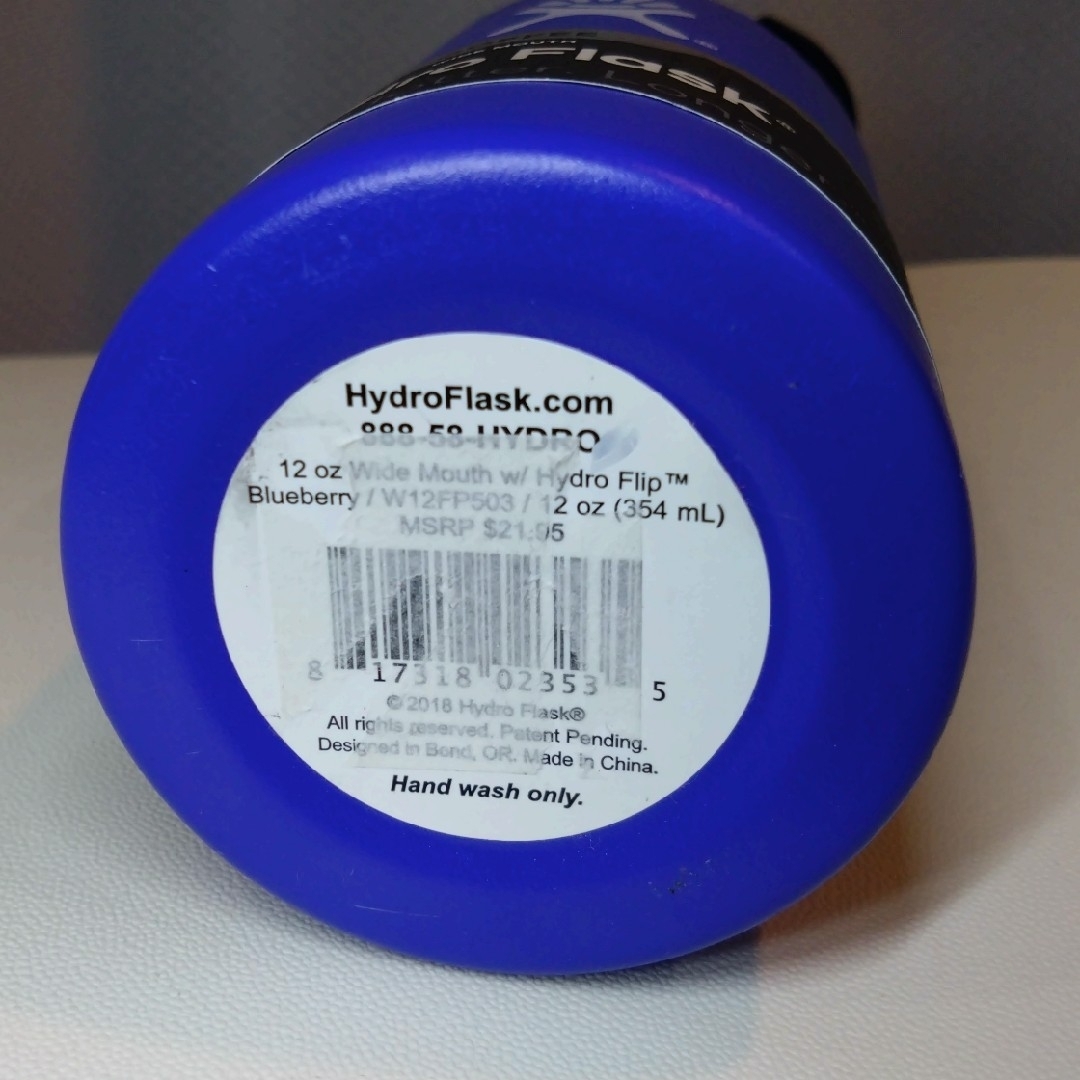 Flask®
HydroFlask.com
888-58-HYDRO
12 oz Wide Mouth w/ Hydro Flip™
Blueberry / W12FP503 / 12 oz (354 mL)
MSRP $21.95
8 17318 02353 5
© 2018 Hydro Flask®
All rights reserved, Patent Pending.
Designed in Bend, OR. Made in China.
Hand wash only.